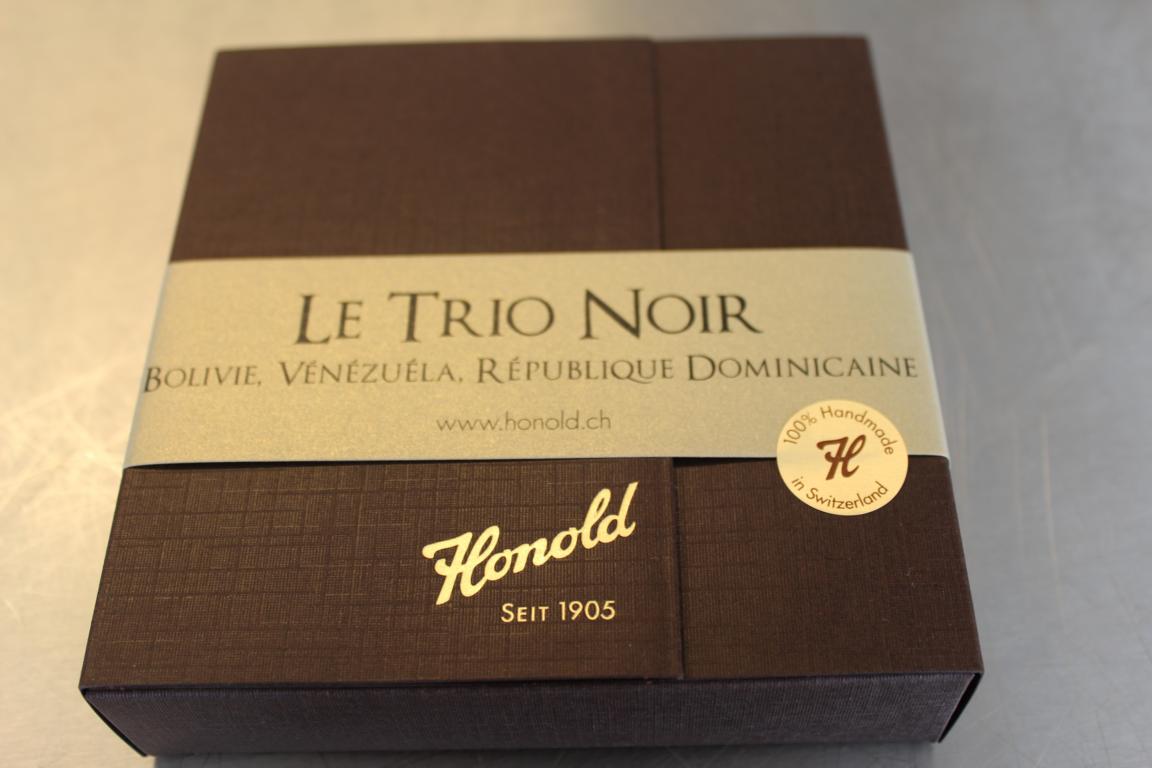 LE TRIO NOIR
BOLIVIE, VÉNÉZUÉLA, RÉPUBLIQUE DOMINICAINE
www.honold.ch
100% Handmade
H
in Switzerland
Honold
SEIT 1905